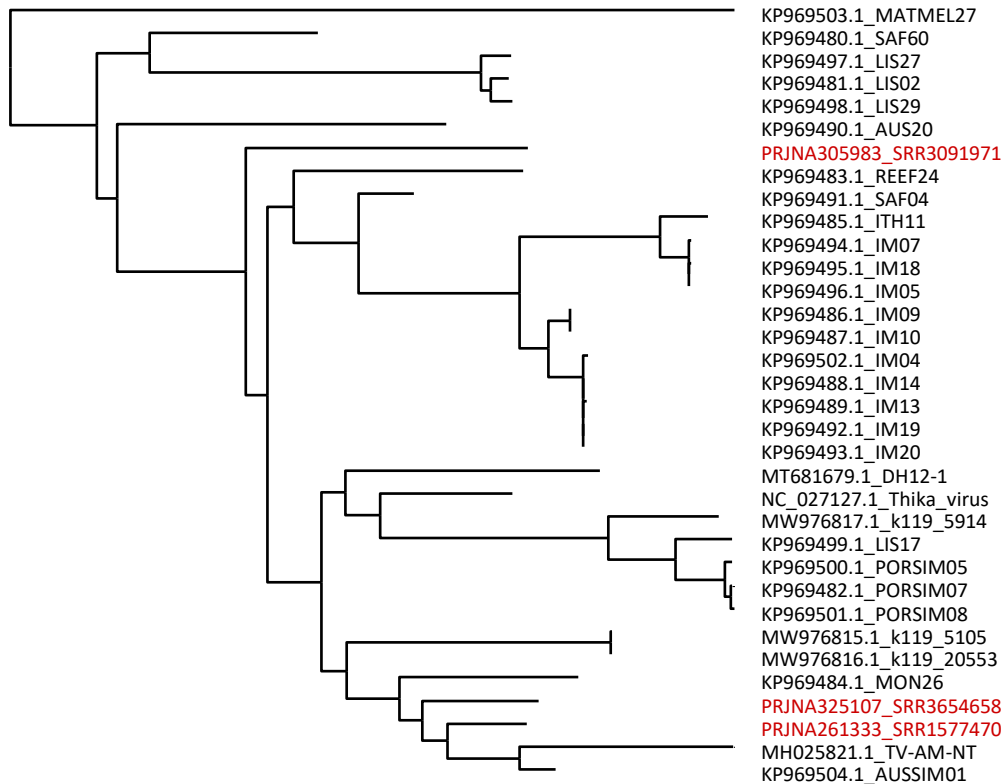 KP969503.1_MATMEL27
KP969480.1_SAF60
KP969497.1_LIS27
KP969481.1_LIS02
KP969498.1_LIS29
KP969490.1_AUS20
PRJNA305983_SRR3091971
KP969483.1_REEF24
KP969491.1_SAF04
KP969485.1_ITH11
KP969494.1_IM07
KP969495.1_IM18
KP969496.1_IM05
KP969486.1_IM09
KP969487.1_IM10
KP969502.1_IM04
KP969488.1_IM14
KP969489.1_IM13
KP969492.1_IM19
KP969493.1_IM20
MT681679.1_DH12-1
NC_027127.1_Thika_virus
MW976817.1_k119_5914
KP969499.1_LIS17
KP969500.1_PORSIM05
KP969482.1_PORSIM07
KP969501.1_PORSIM08
MW976815.1_k119_5105
MW976816.1_k119_20553
KP969484.1_MON26
PRJNA325107_SRR3654658
PRJNA261333_SRR1577470
MH025821.1_TV-AM-NT
KP969504.1_AUSSIM01